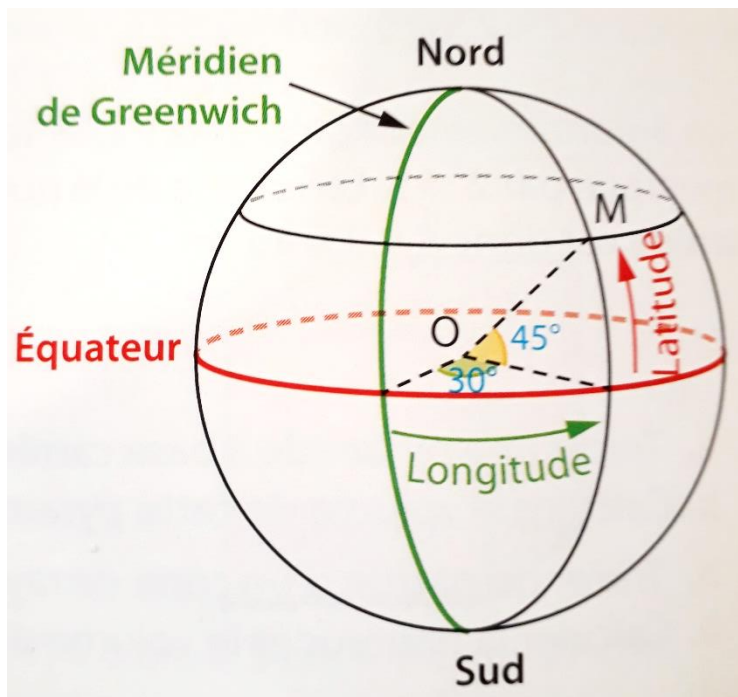 Nord
Méridien
de Greenwich
M
Latitude
Équateur
O
45°
30°
Longitude
Sud